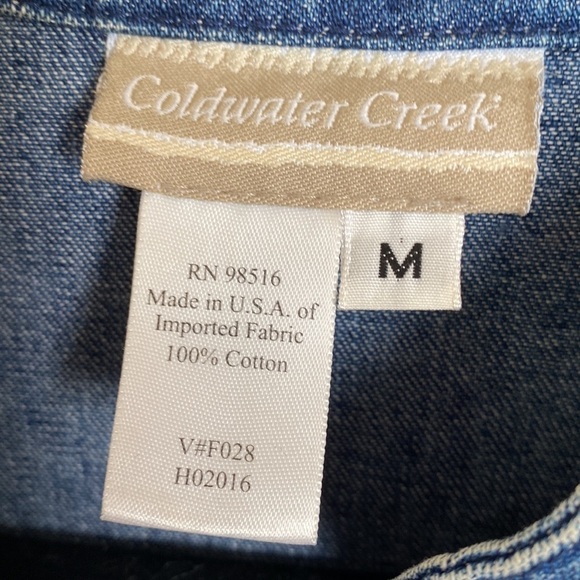 Coldwater Creek
M
RN 98516
Made in U.S.A. of
Imported Fabric
100% Cotton
V#F028
H02016